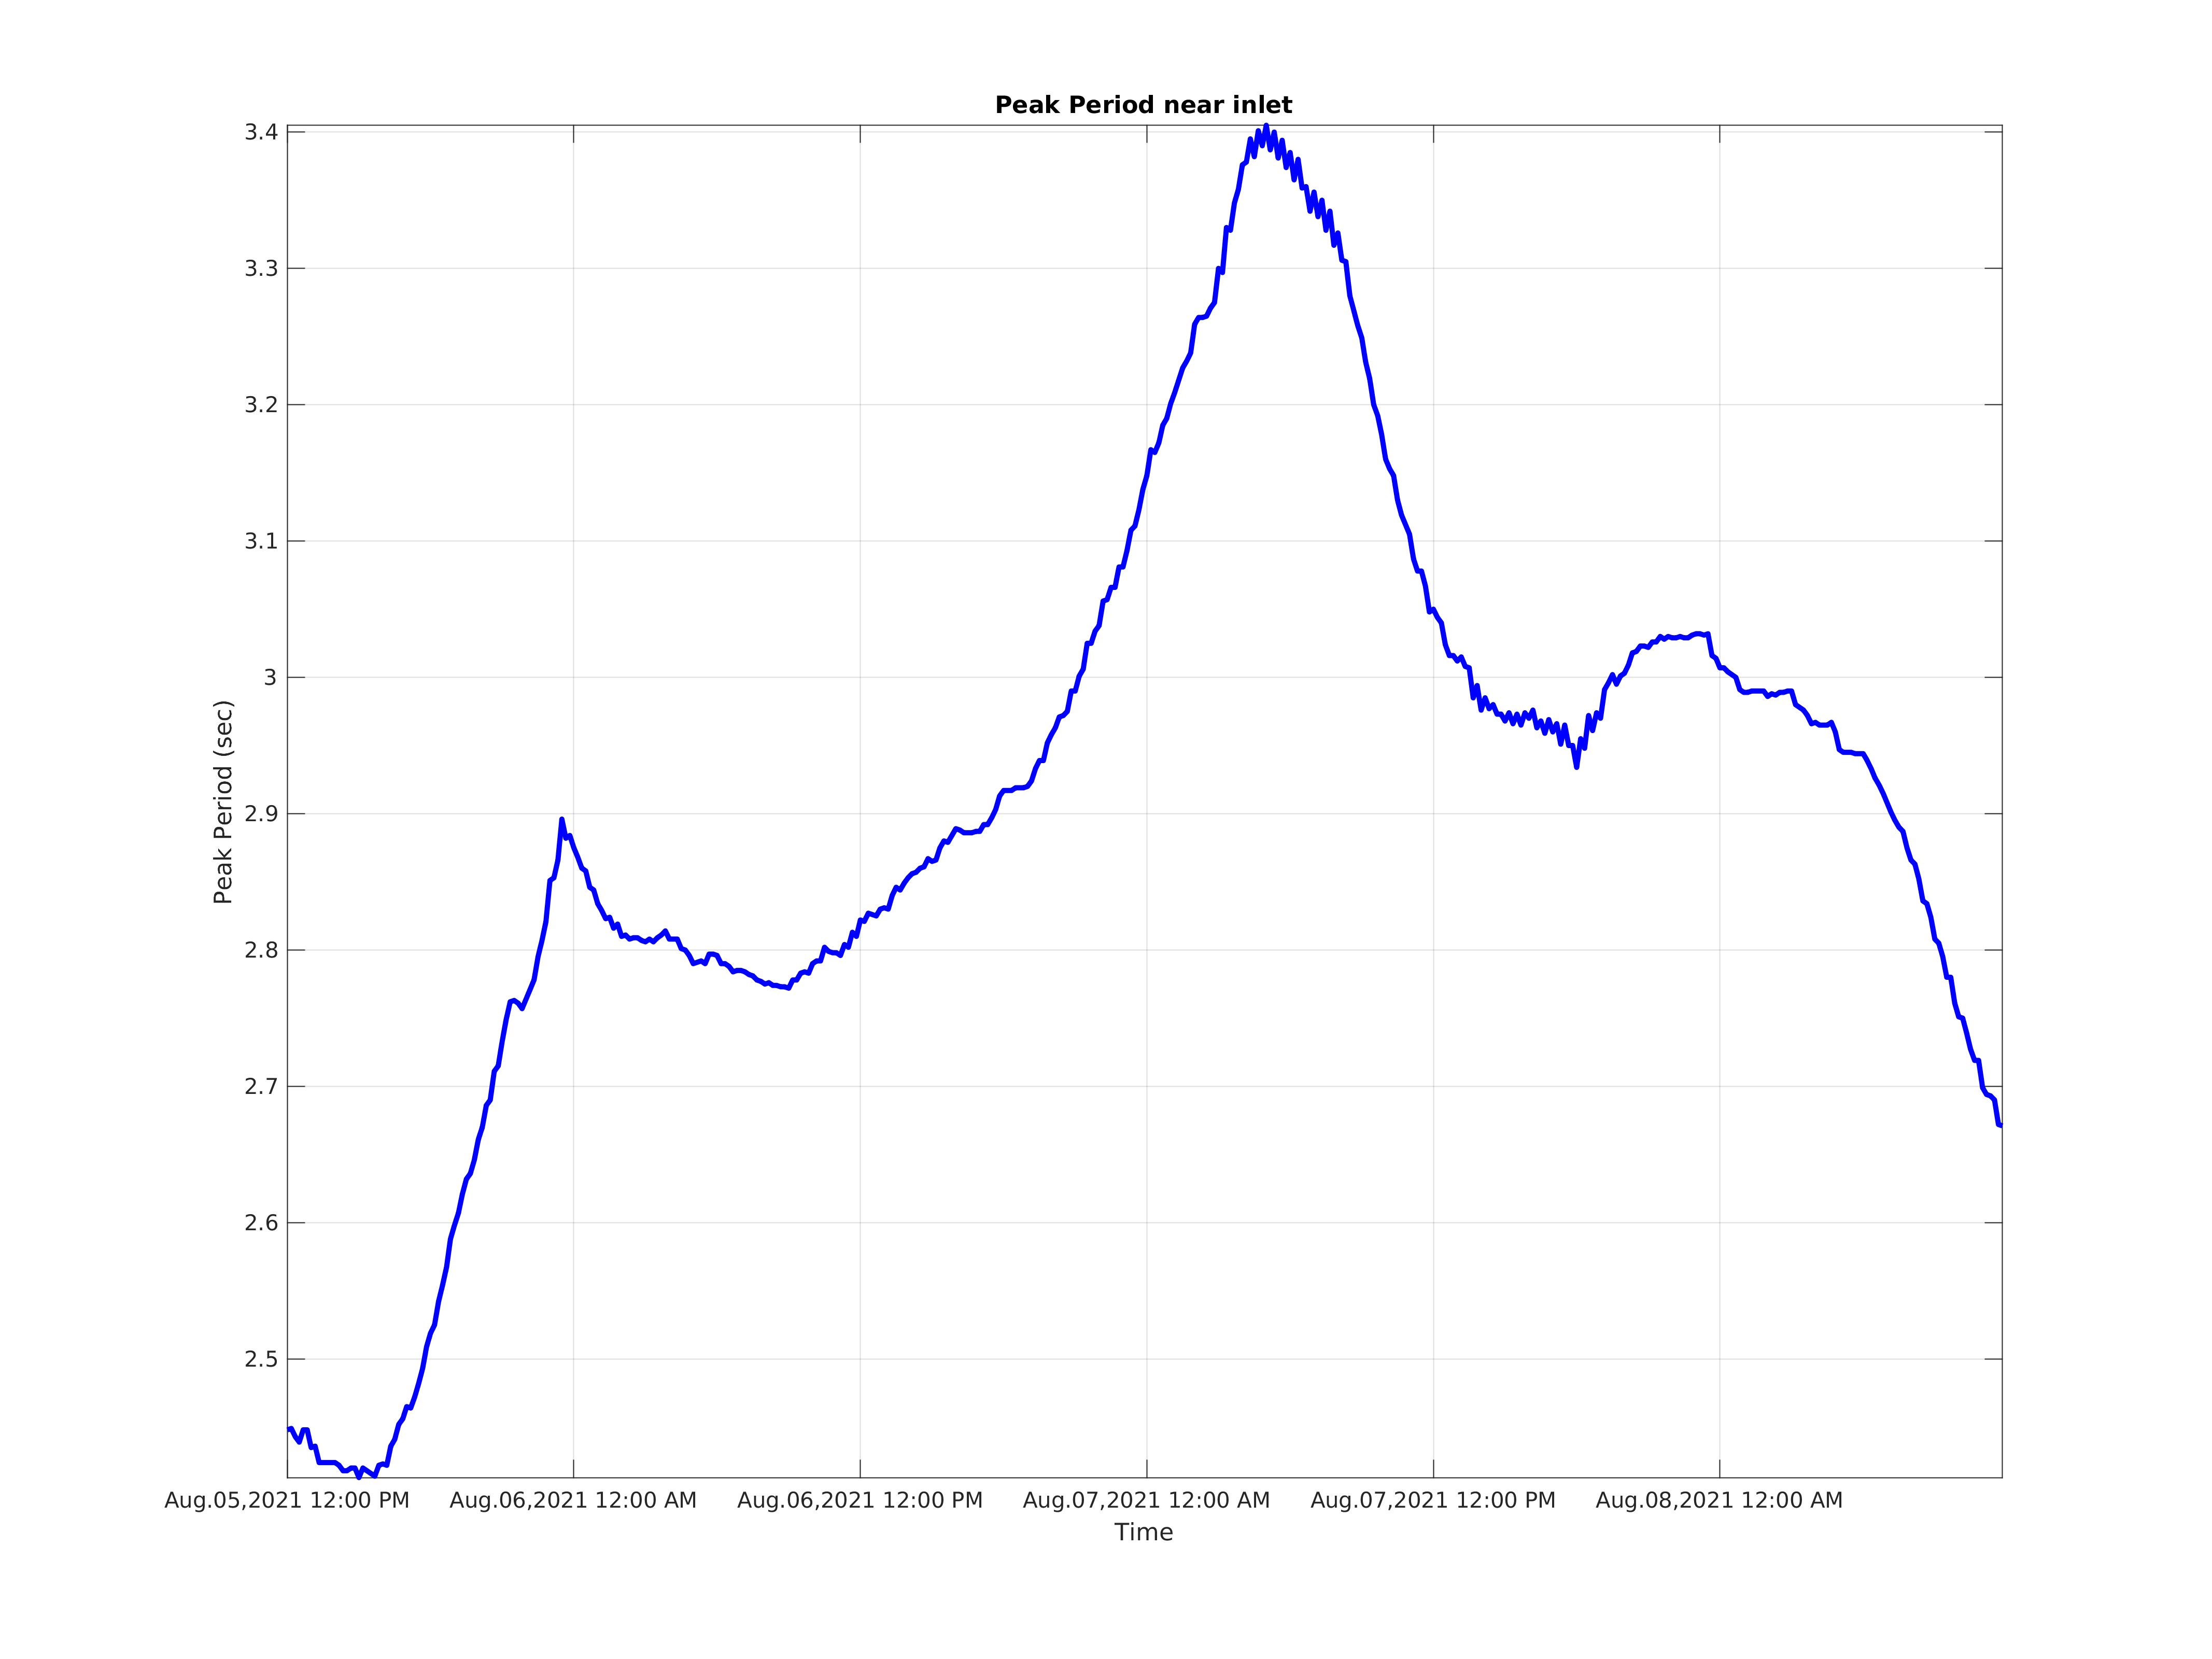 Peak Period near inlet
3.4
3.3
3.2
3.1
3
2.9
2.8
2.7
2.6
2.5
Peak Period (sec)
Aug.05,2021 12:00 PM
Aug.06,2021 12:00 AM
Aug.06,2021 12:00 PM
Aug.07,2021 12:00 AM
Aug.07,2021 12:00 PM
Aug.08,2021 12:00 AM
Time